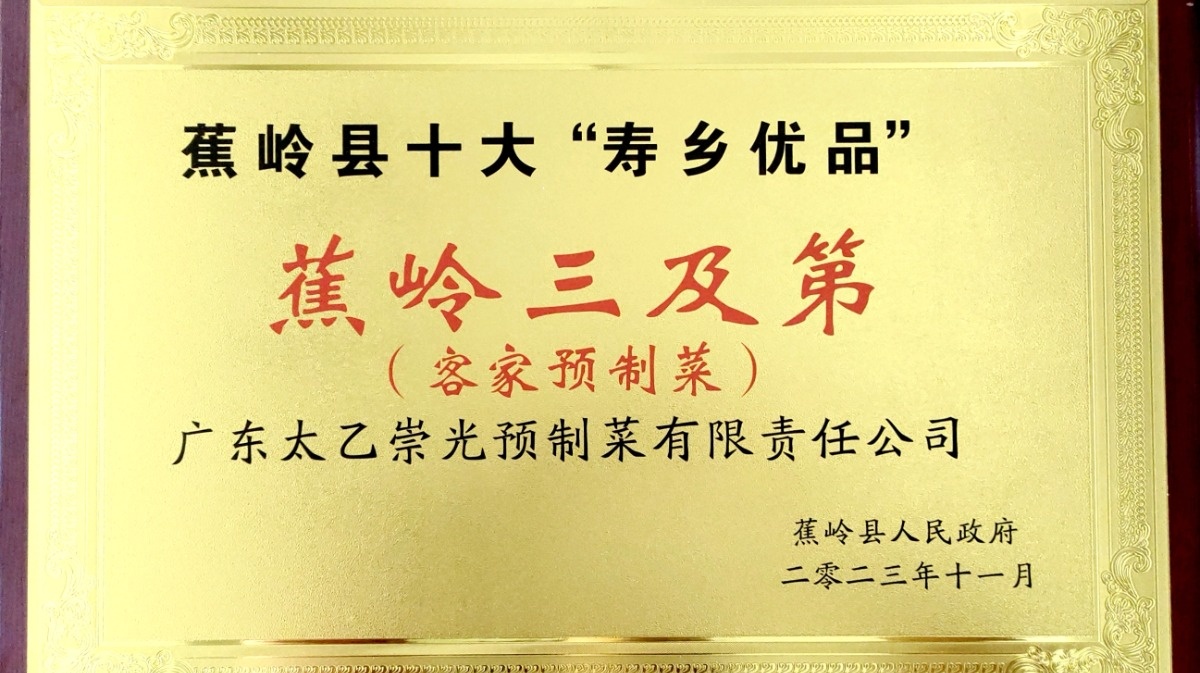 蕉岭县十大“寿乡优品”
蕉岭三及第
（客家预制菜）
广东太乙崇光预制菜有限责任公司
蕉岭县人民政府
二零二三年十一月